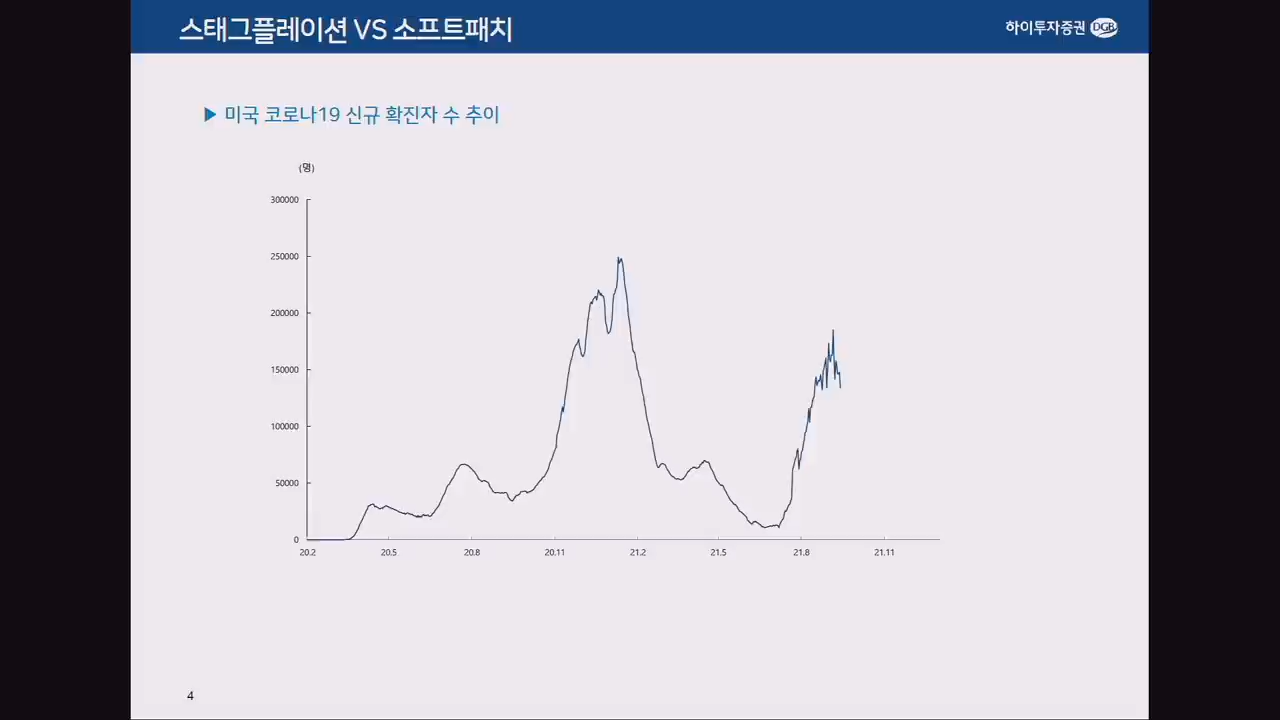 스태그플레이션 VS 소프트패치
하이투자증권 DGB
▶ 미국 코로나19 신규 확진자 수 추이
(명)
300000
250000
200000
150000
100000
50000
0
20.2 20.5 20.8 20.11 21.2 21.5 21.8 21.11
4